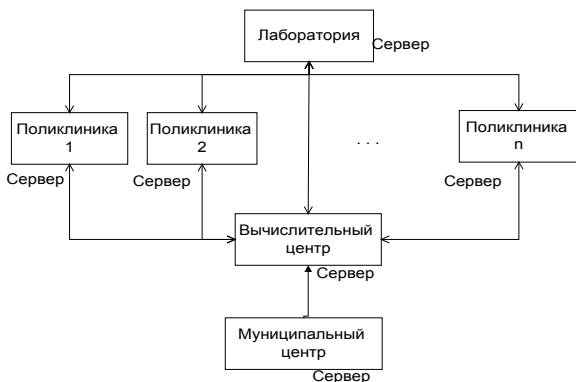 Лаборатория
Сервер
Поликлиника
1
Поликлиника
2
. . .
Поликлиника
n
Сервер
Сервер
Сервер
Вычислительный
центр
Сервер
Муниципальный
центр
Сервер